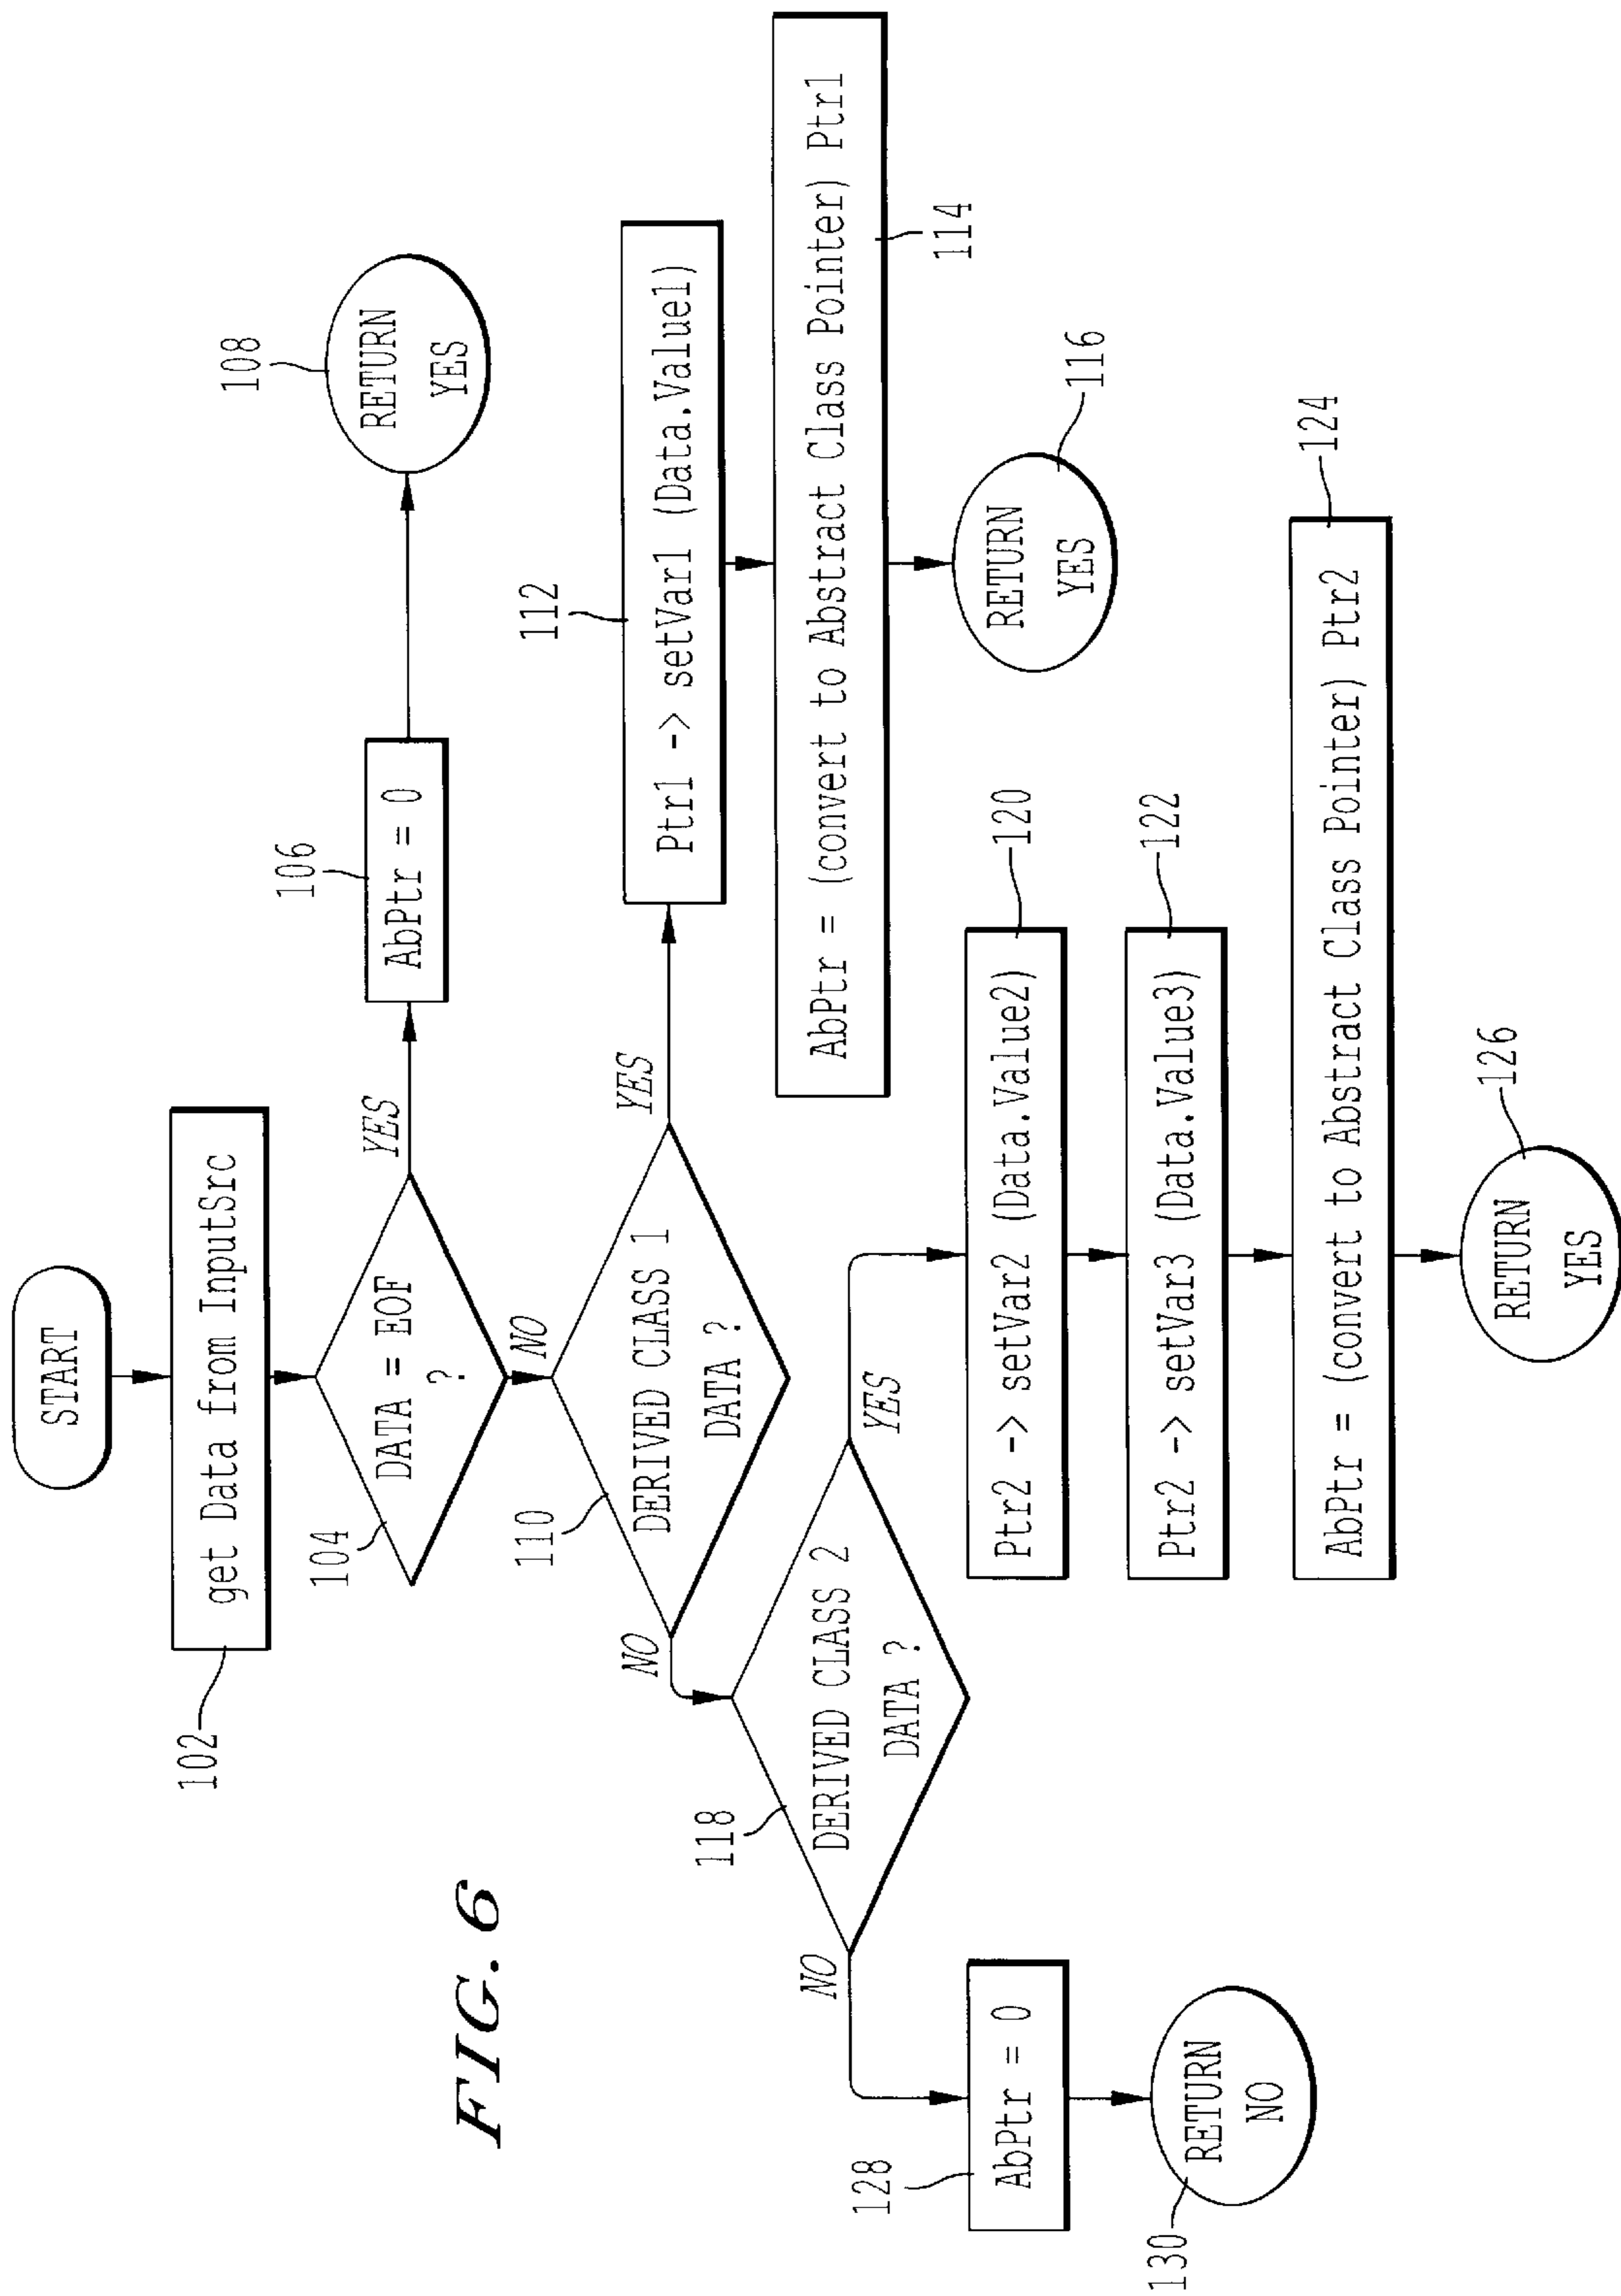 START
102
get Data from InputSrc
104
DATA = EOF
?
YES
106
AbPtr = 0
108
RETURN
YES
NO
110
DERIVED CLASS 1
DATA ?
YES
112
Ptr1 -> setVar1 (Data.Value1)
AbPtr = (convert to Abstract Class Pointer) Ptr1
114
RETURN
YES
116
NO
118
DERIVED CLASS 2
DATA ?
YES
Ptr2 -> setVar2 (Data.Value2)
120
Ptr2 -> setVar3 (Data.Value3)
122
AbPtr = (convert to Abstract Class Pointer) Ptr2
124
RETURN
YES
126
NO
128
AbPtr = 0
130
RETURN
NO
FIG. 6